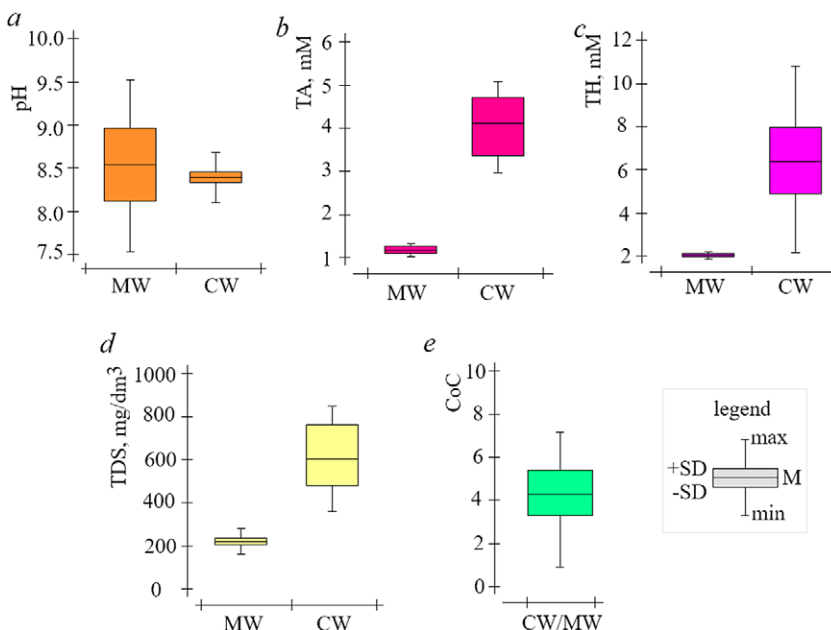 a
10.0
9.5
9.0
8.5
8.0
7.5
pH
MW CW
b
6
5
4
3
2
1
TA, mM
MW CW
c
12
10
8
6
4
2
TH, mM
MW CW
d
1000
800
600
400
200
0
TDS, mg/dm³
MW CW
e
10
8
6
4
2
0
CoC
CW/MW
legend
max
+SD
-SD
M
min